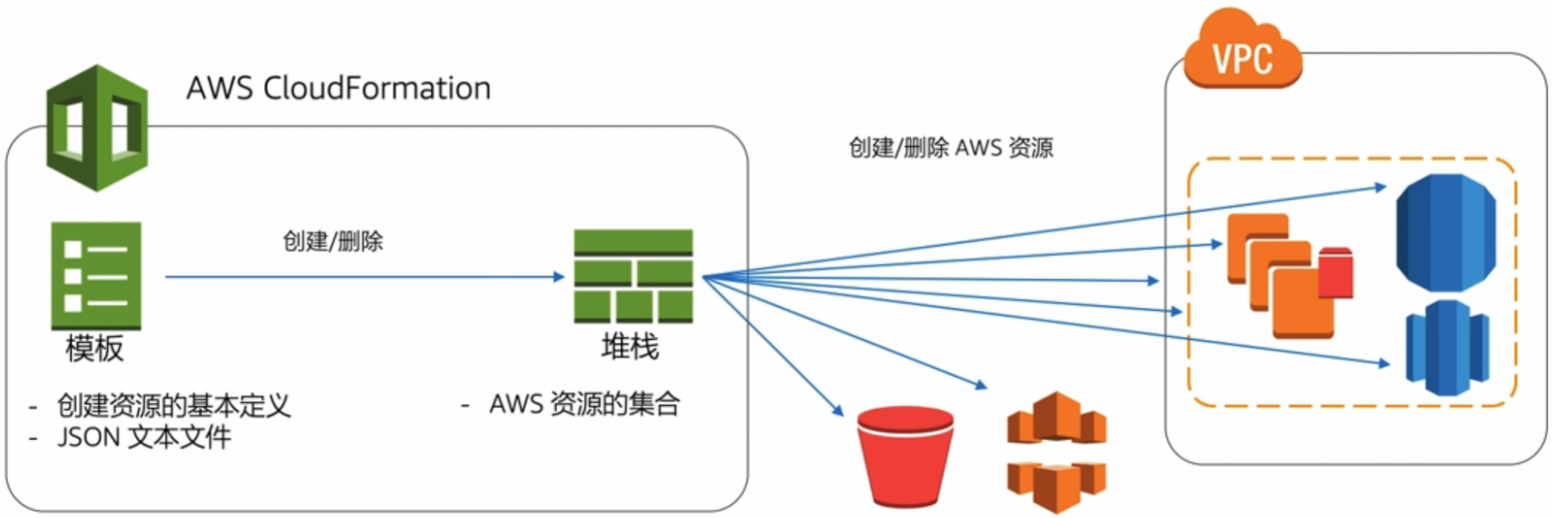 VPC
AWS CloudFormation
创建/删除 AWS 资源
创建/删除
模板
堆栈
- 创建资源的基本定义
- JSON 文本文件
- AWS 资源的集合